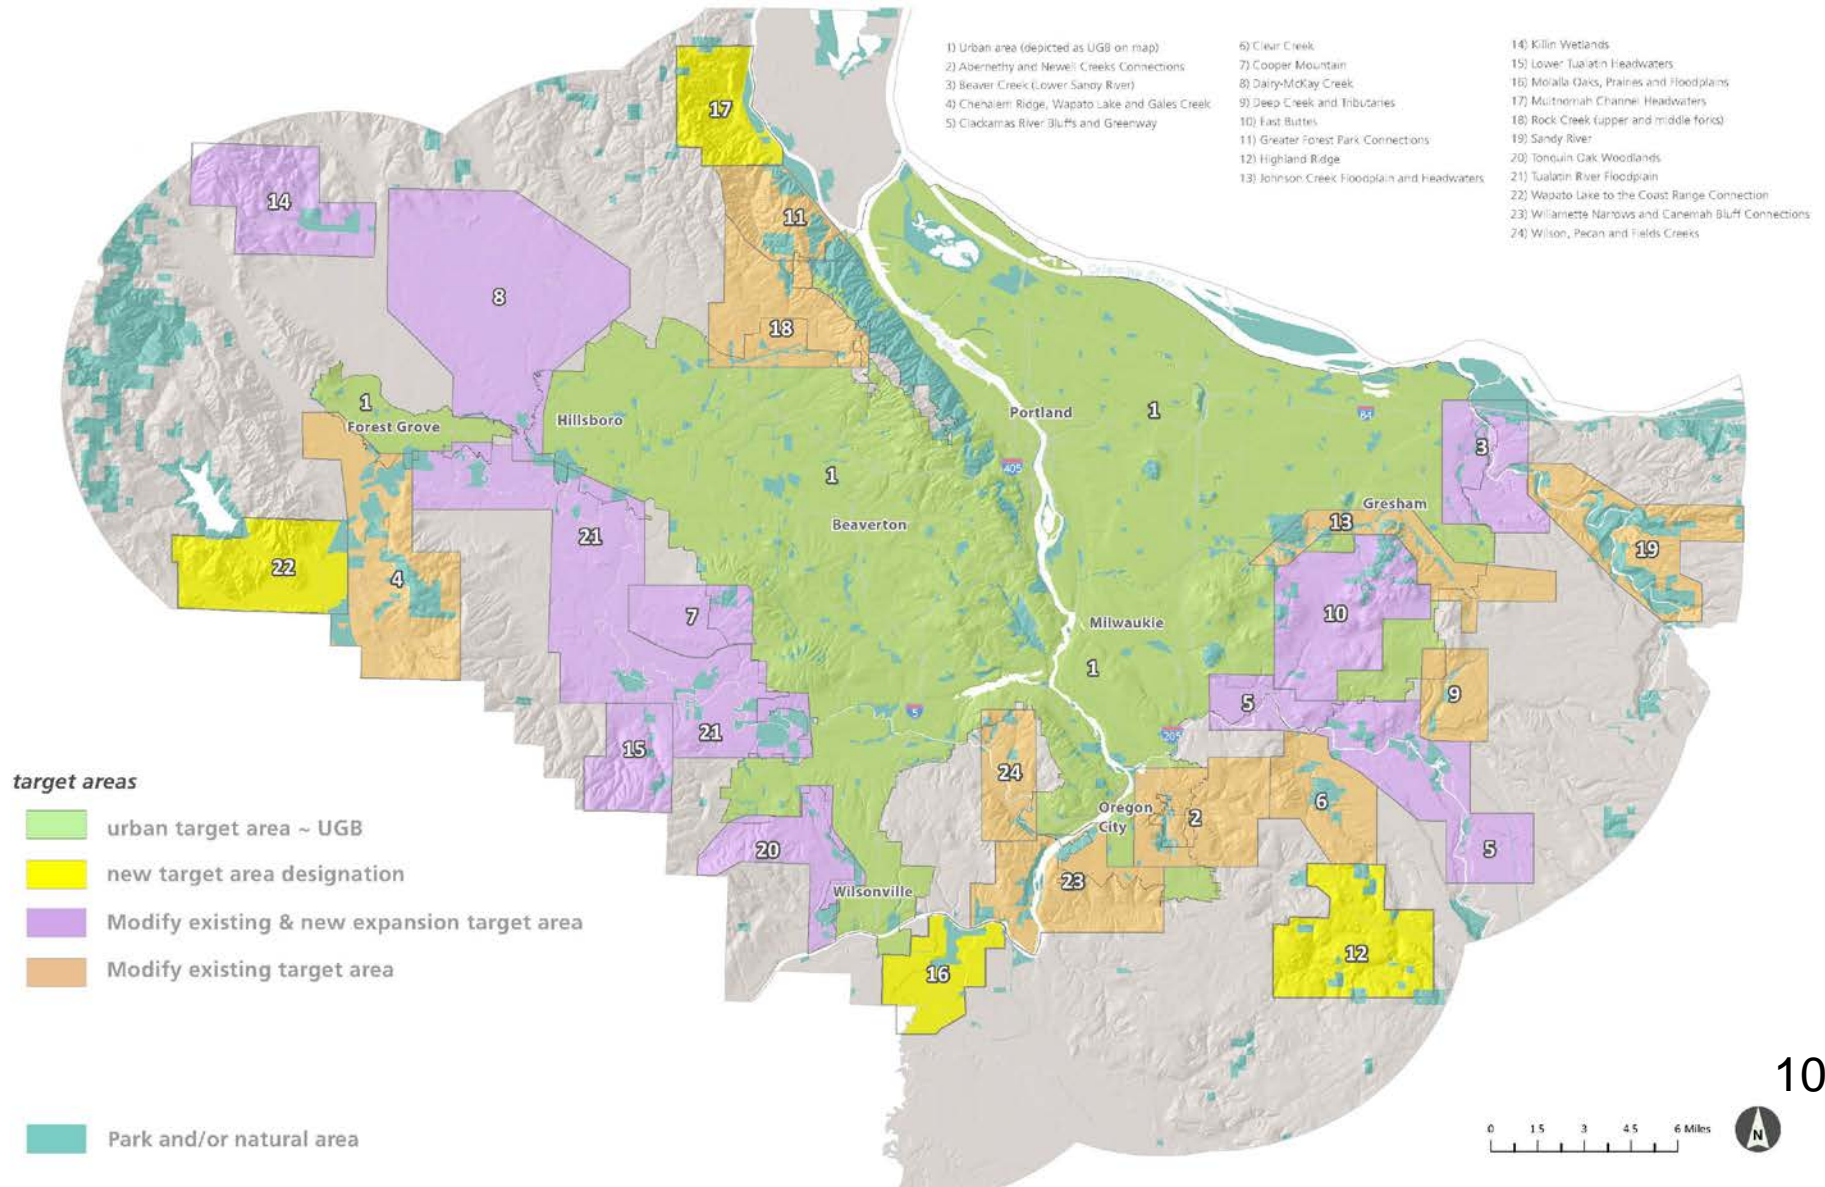 1) Urban area (depicted as UGB on map)
2) Abernethy and Newell Creeks Connections
3) Beaver Creek (Lower Sandy River)
4) Chehalem Ridge, Wapato Lake and Gales Creek
5) Clackamas River Bluffs and Greenway
6) Clear Creek
7) Cooper Mountain
8) Dairy-McKay Creek
9) Deep Creek and Tributaries
10) East Buttes
11) Greater Forest Park Connections
12) Highland Ridge
13) Johnson Creek Floodplain and Headwaters
14) Killin Wetlands
15) Lower Tualatin Headwaters
16) Molalla Oaks, Prairies and Floodplains
17) Multnomah Channel Headwaters
18) Rock Creek (upper and middle forks)
19) Sandy River
20) Tonquin Oak Woodlands
21) Tualatin River Floodplain
22) Wapato Lake to the Coast Range Connection
23) Willamette Narrows and Canemah Bluff Connections
24) Wilson, Pecan and Fields Creeks
17
14
11
Columbia River
8
18
1
Forest Grove
Hillsboro
Portland
1
84
3
1
405
Beaverton
Gresham
13
21
19
22
4
7
10
Milwaukie
1
9
5
5
21
205
15
24
6
Oregon
City
2
20
5
23
Wilsonville
12
16
target areas
urban target area ~ UGB
new target area designation
Modify existing & new expansion target area
Modify existing target area
Park and/or natural area
10
0 1.5 3 4.5 6 Miles
N